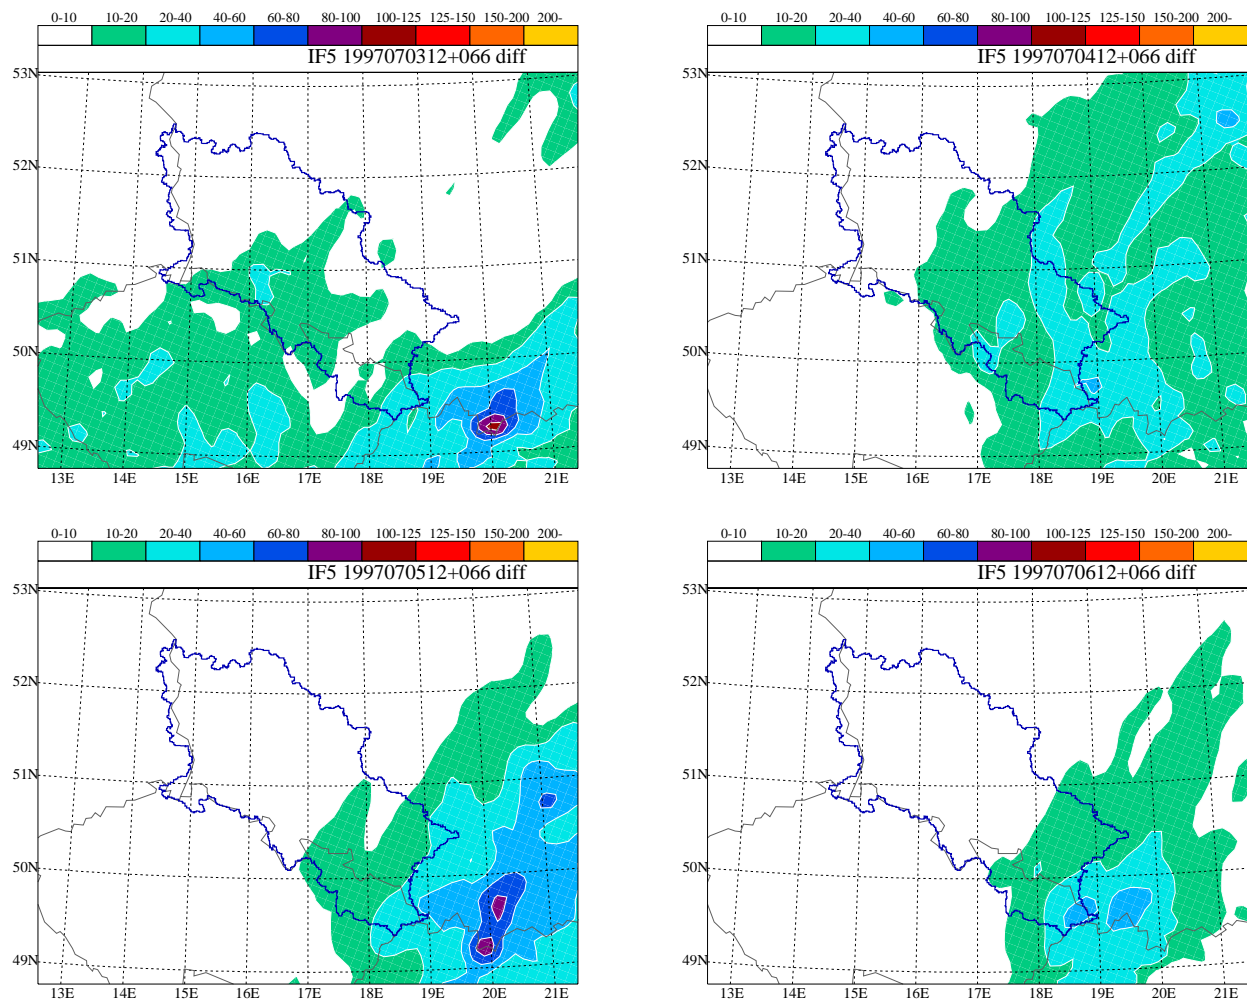 0-10 10-20 20-40 40-60 60-80 80-100 100-125 125-150 150-200 200-
IF5 1997070312+066 diff
53N
52N
51N
50N
49N
13E 14E 15E 16E 17E 18E 19E 20E 21E
0-10 10-20 20-40 40-60 60-80 80-100 100-125 125-150 150-200 200-
IF5 1997070412+066 diff
53N
52N
51N
50N
49N
13E 14E 15E 16E 17E 18E 19E 20E 21E
0-10 10-20 20-40 40-60 60-80 80-100 100-125 125-150 150-200 200-
IF5 1997070512+066 diff
53N
52N
51N
50N
49N
13E 14E 15E 16E 17E 18E 19E 20E 21E
0-10 10-20 20-40 40-60 60-80 80-100 100-125 125-150 150-200 200-
IF5 1997070612+066 diff
53N
52N
51N
50N
49N
13E 14E 15E 16E 17E 18E 19E 20E 21E